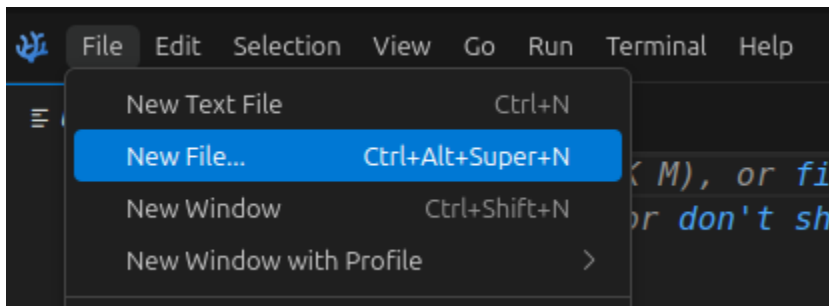 File Edit Selection View Go Run Terminal Help
New Text File Ctrl+N
New File... Ctrl+Alt+Super+N
K M), or fi
New Window Ctrl+Shift+N
or don't sh
New Window with Profile